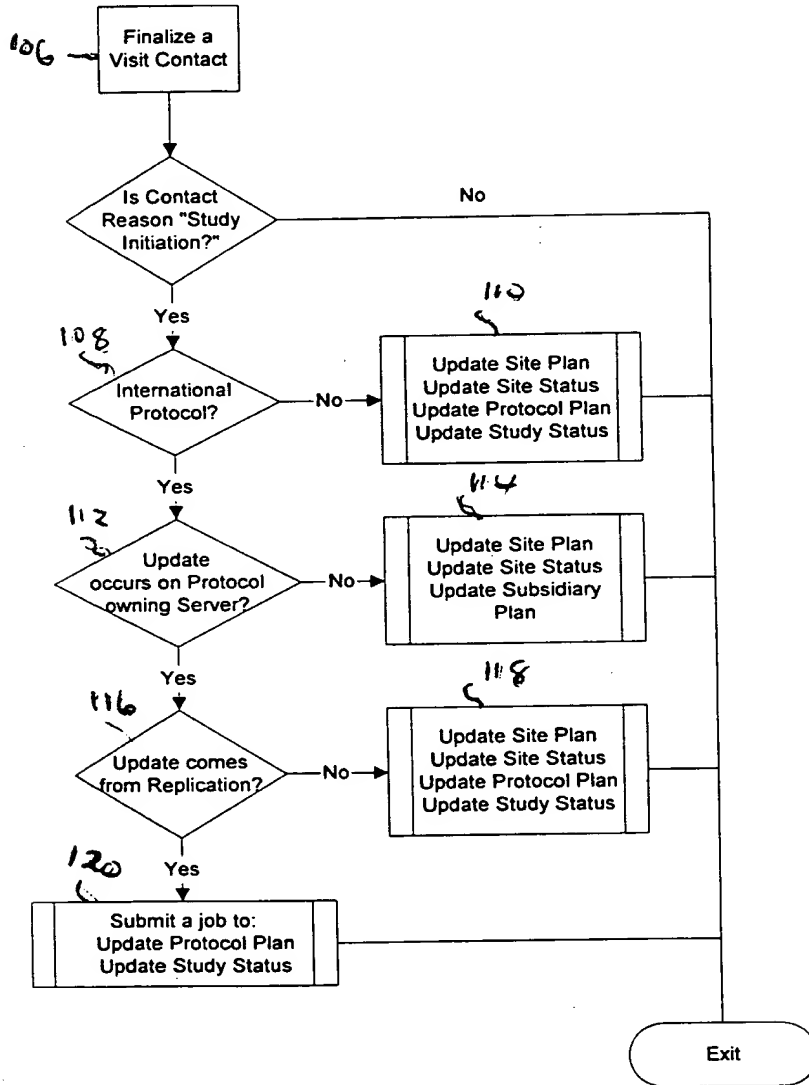 106
Finalize a
Visit Contact
Is Contact
Reason "Study
Initiation?"
No
Yes
108
International
Protocol?
No
110
Update Site Plan
Update Site Status
Update Protocol Plan
Update Study Status
Yes
112
Update
occurs on Protocol
owning Server?
No
114
Update Site Plan
Update Site Status
Update Subsidiary
Plan
Yes
116
Update comes
from Replication?
No
118
Update Site Plan
Update Site Status
Update Protocol Plan
Update Study Status
Yes
120
Submit a job to:
Update Protocol Plan
Update Study Status
Exit